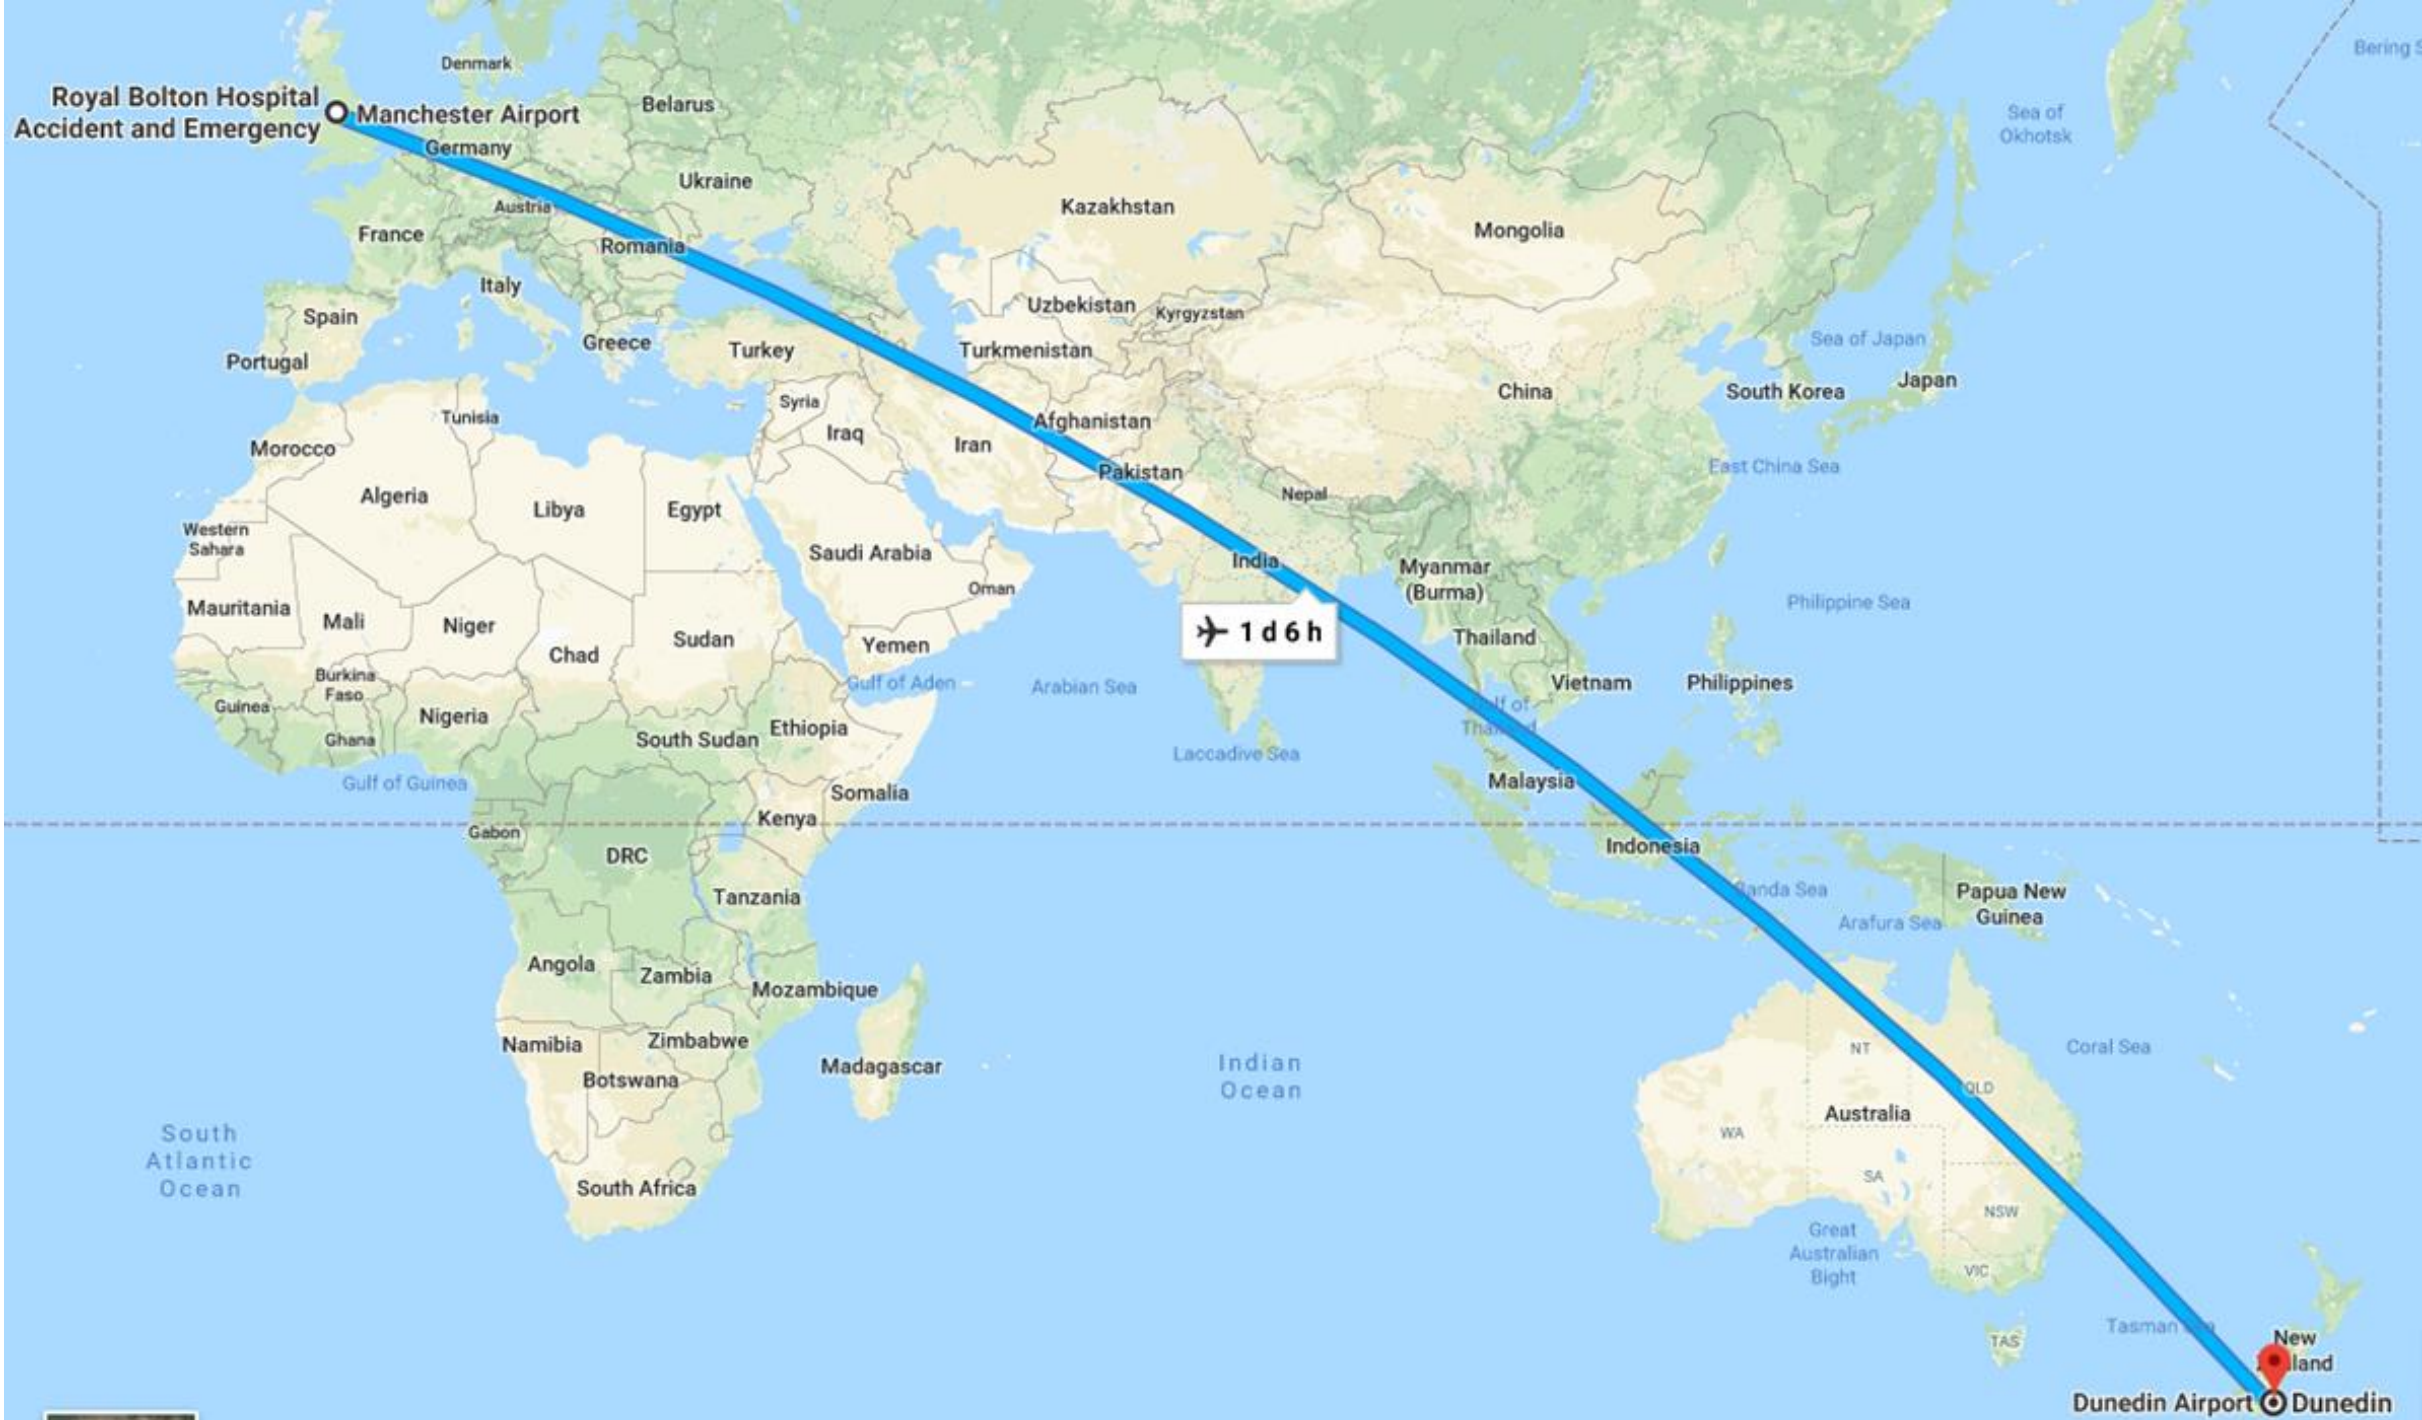 Denmark
Bering S
Royal Bolton Hospital
Accident and Emergency
Manchester Airport
Belarus
Sea of
Okhotsk
Germany
Ukraine
Austria
Kazakhstan
France
Romania
Mongolia
Italy
Uzbekistan
Kyrgyzstan
Spain
Greece
Turkey
Turkmenistan
Sea of Japan
Portugal
China
South Korea
Japan
Syria
Tunisia
Afghanistan
Iraq
Iran
Morocco
Pakistan
East China Sea
Algeria
Libya
Egypt
Nepal
Western
Sahara
Saudi Arabia
India
Myanmar
(Burma)
Oman
Mauritania
Mali
Niger
Chad
Sudan
Yemen
1 d 6 h
Thailand
Philippine Sea
Burkina
Faso
Gulf of Aden
Arabian Sea
Vietnam
Philippines
Guinea
Nigeria
Ethiopia
Ghana
South Sudan
Laccadive Sea
Gulf of Guinea
Malaysia
Somalia
Kenya
Gabon
Indonesia
DRC
Tanzania
Banda Sea
Papua New
Guinea
Arafura Sea
Angola
Zambia
Mozambique
Namibia
Zimbabwe
Madagascar
Botswana
Indian
Ocean
NT
Coral Sea
QLD
Australia
South
Atlantic
Ocean
WA
SA
South Africa
NSW
Great
Australian
Bight
VIC
Tasman
TAS
New
land
Dunedin Airport
Dunedin